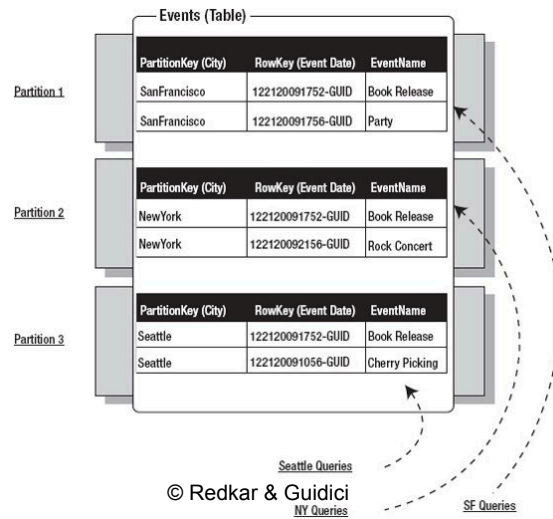 Events (Table)
Partition 1
PartitionKey (City) RowKey (Event Date) EventName
SanFrancisco 122120091752-GUID Book Release
SanFrancisco 122120091756-GUID Party
Partition 2
PartitionKey (City) RowKey (Event Date) EventName
NewYork 122120091752-GUID Book Release
NewYork 122120092156-GUID Rock Concert
Partition 3
PartitionKey (City) RowKey (Event Date) EventName
Seattle 122120091752-GUID Book Release
Seattle 122120091056-GUID Cherry Picking
Seattle Queries
© Redkar & Guidici
NY Queries
SF Queries